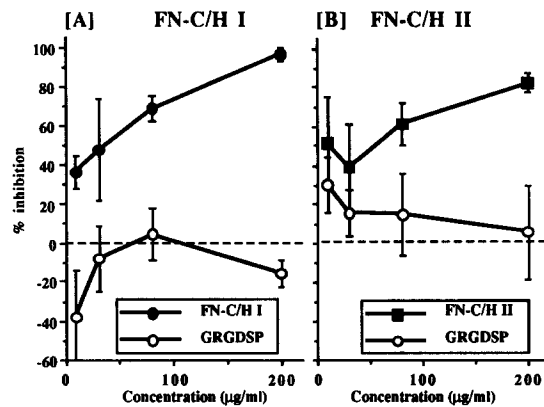 [A] FN-C/H I
[B] FN-C/H II
% inhibition
100
80
60
40
20
0
-20
-40
-60
FN-C/H I
GRGDSP
FN-C/H II
GRGDSP
0 100 200
0 100 200
Concentration (µg/ml)
Concentration (µg/ml)